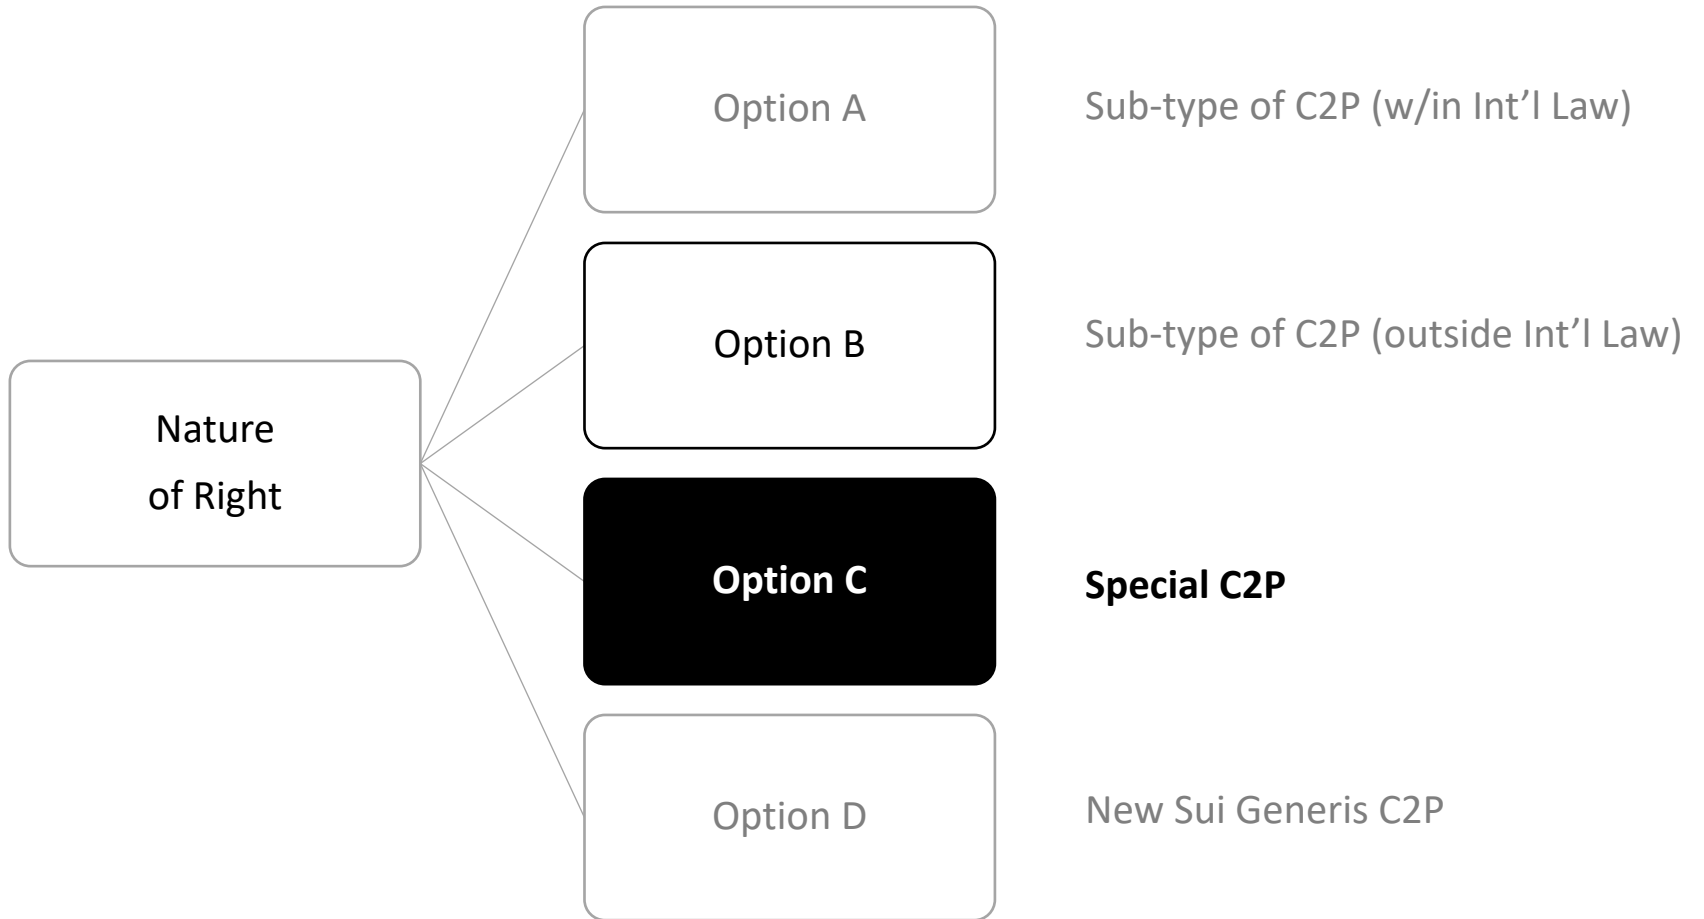 Option A
Sub-type of C2P (w/in Int’l Law)
Option B
Sub-type of C2P (outside Int’l Law)
Nature
of Right
Option C
Special C2P
Option D
New Sui Generis C2P